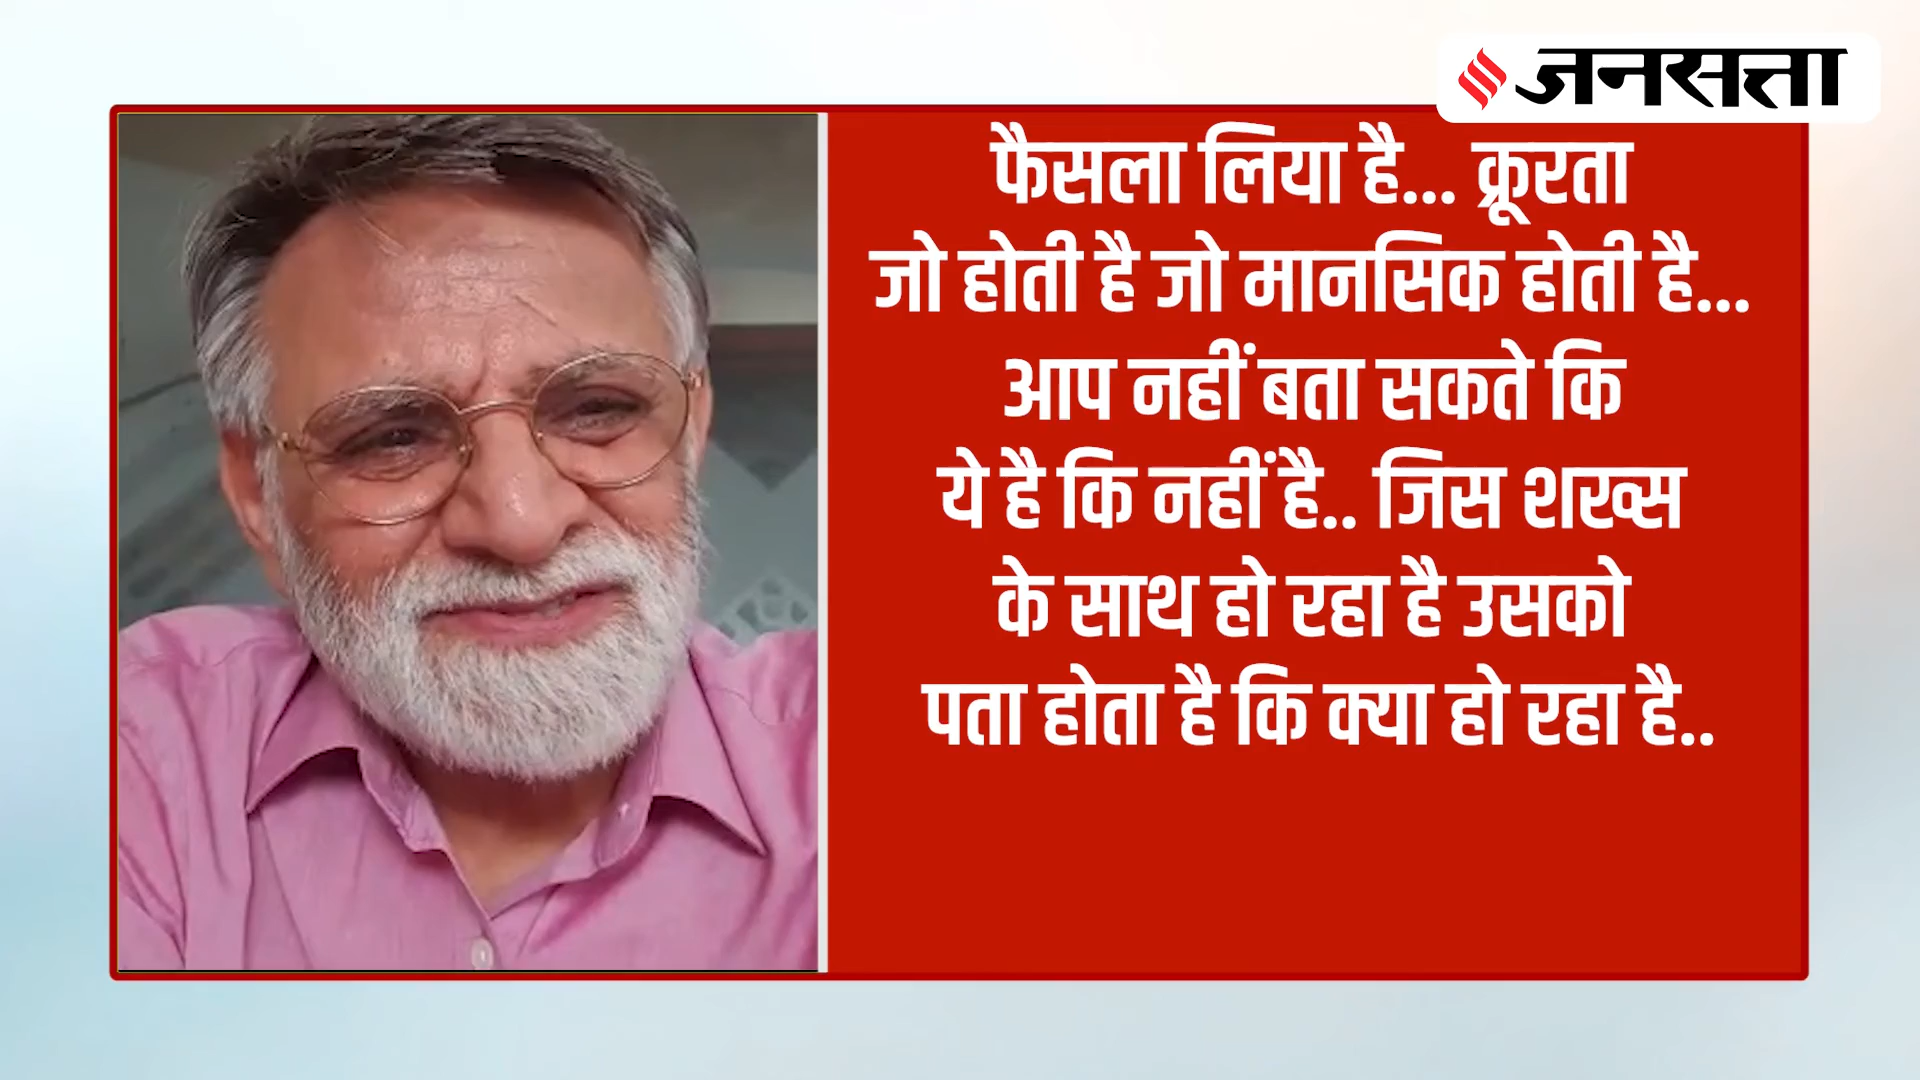 जनसत्ता
फैसला लिया है... क्रूरता
जो होती है जो मानसिक होती है...
आप नहीं बता सकते कि
ये है कि नहीं है.. जिस शख्स
के साथ हो रहा है उसको
पता होता है कि क्या हो रहा है..